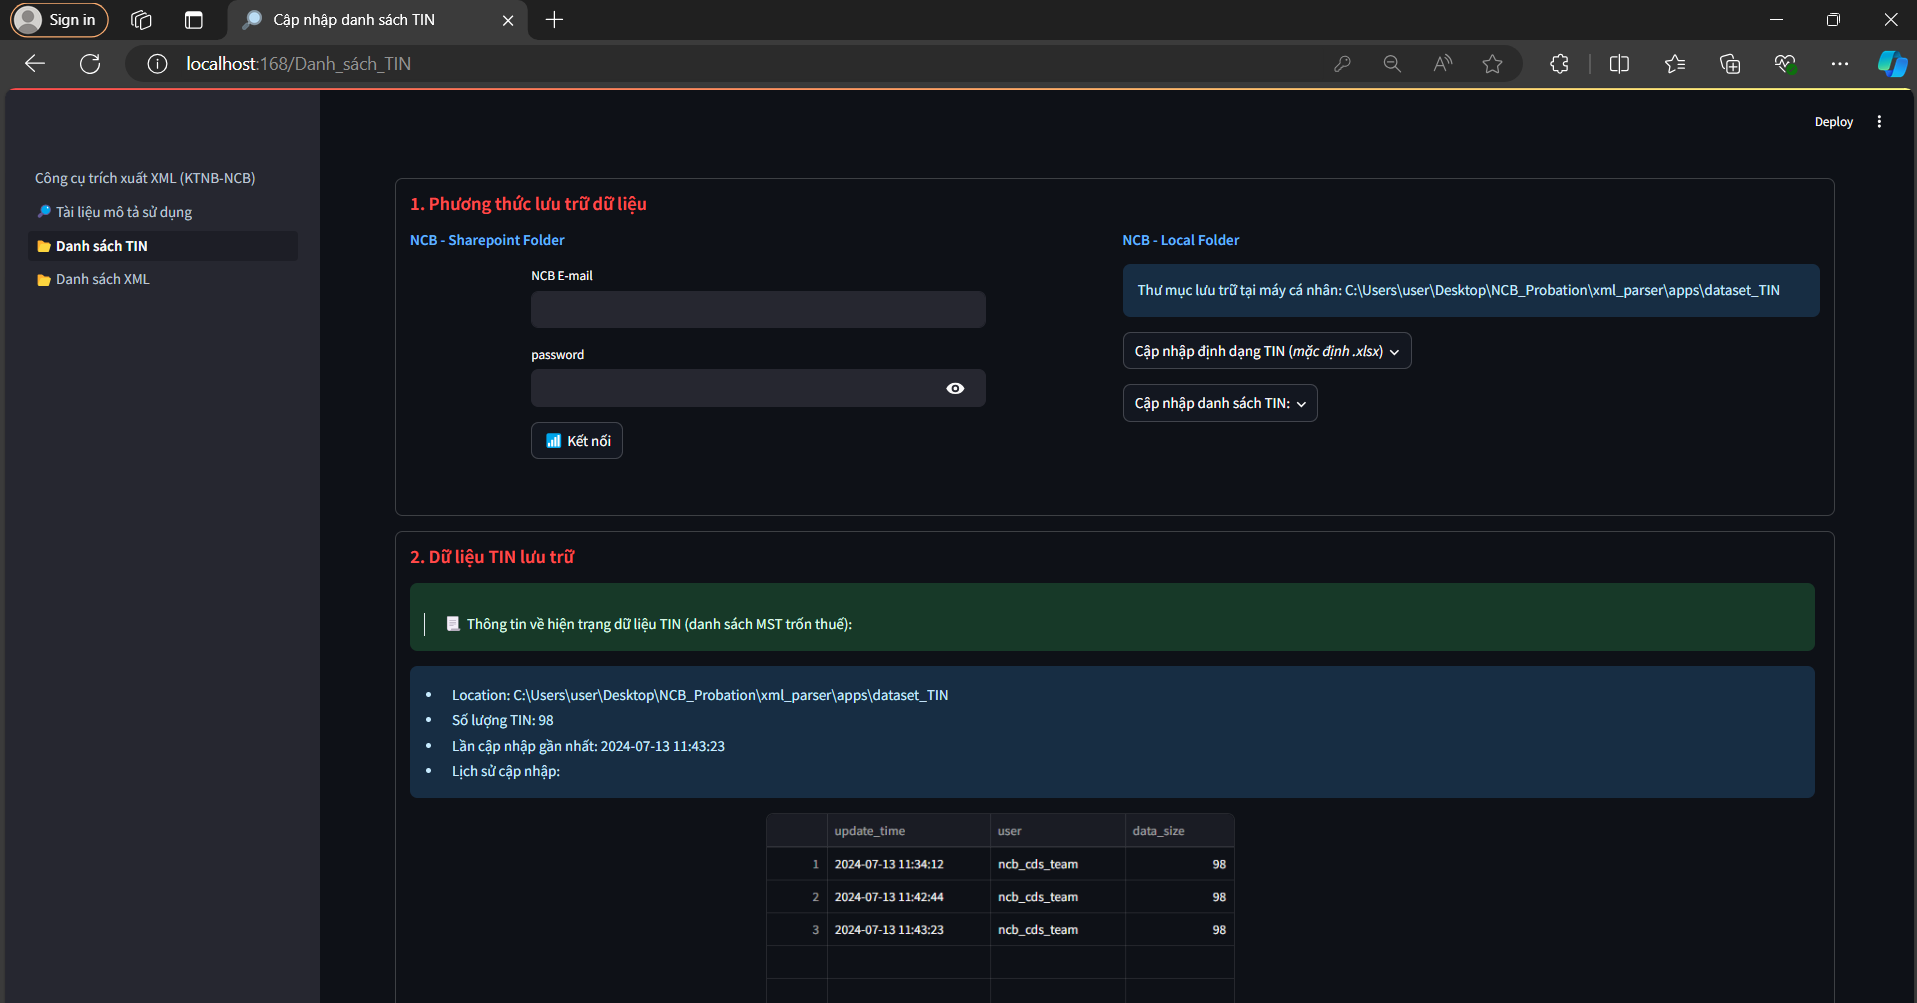 Sign in
Cập nhập danh sách TIN
localhost:168/Danh_sách_TIN
Deploy
Công cụ trích xuất XML (KTNB-NCB)
Tài liệu mô tả sử dụng
Danh sách TIN
Danh sách XML
1. Phương thức lưu trữ dữ liệu
NCB - Sharepoint Folder
NCB E-mail
password
Kết nối
NCB - Local Folder
Thư mục lưu trữ tại máy cá nhân: C:\Users\user\Desktop\NCB_Probation\xml_parser\apps\dataset_TIN
Cập nhập định dạng TIN (mặc định .xlsx)
Cập nhập danh sách TIN:
2. Dữ liệu TIN lưu trữ
Thông tin về hiện trạng dữ liệu TIN (danh sách MST trốn thuế):
• Location: C:\Users\user\Desktop\NCB_Probation\xml_parser\apps\dataset_TIN
• Số lượng TIN: 98
• Lần cập nhập gần nhất: 2024-07-13 11:43:23
• Lịch sử cập nhập:
update_time user data_size
1 2024-07-13 11:34:12 ncb_cds_team 98
2 2024-07-13 11:42:44 ncb_cds_team 98
3 2024-07-13 11:43:23 ncb_cds_team 98